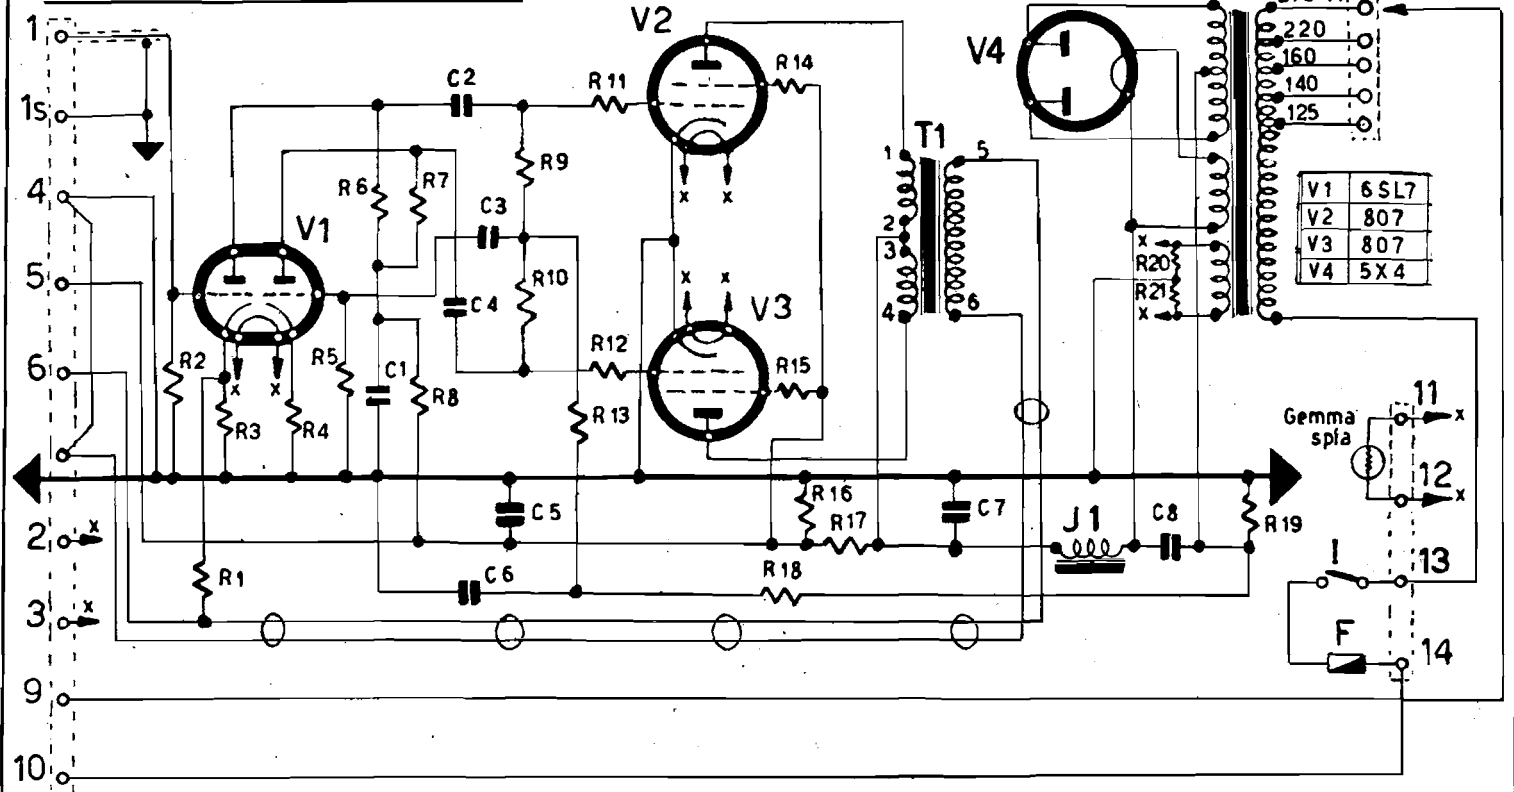 1
1s
4
5
6
2 x
3 x
9
10
V1
V2
V3
V4
C2
R11
R14
R9
R6
R7
C3
R10
C4
R2
R5
C1
R8
R3
R4
x x
x x
x x
R12
R15
R13
T1
1
2
3
4
5
6
220
160
140
125
V1 6SL7
V2 807
V3 807
V4 5X4
x
R20
R21
x
C5
R16
R17
C7
J1
C8
R19
R1
C6
R18
Gemma
spia
11 x
12 x
I
13
F
14